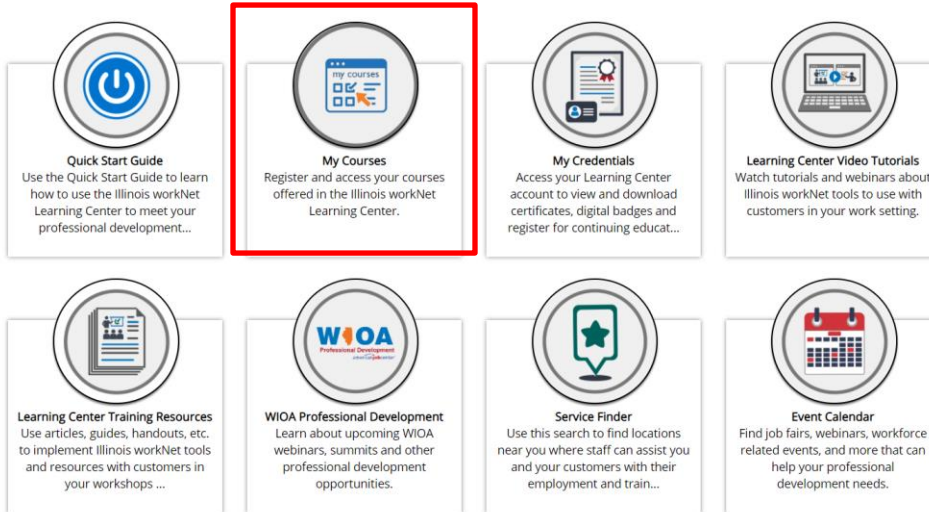 my courses
Quick Start Guide
Use the Quick Start Guide to learn
how to use the Illinois workNet
Learning Center to meet your
professional development...
My Courses
Register and access your courses
offered in the Illinois workNet
Learning Center.
My Credentials
Access your Learning Center
account to view and download
certificates, digital badges and
register for continuing educat...
Learning Center Video Tutorials
Watch tutorials and webinars about
Illinois workNet tools to use with
customers in your work setting.
Learning Center Training Resources
Use articles, guides, handouts, etc.
to implement Illinois workNet tools
and resources with customers in
your workshops ...
WIOA
Professional Development
WIOA Professional Development
Learn about upcoming WIOA
webinars, summits and other
professional development
opportunities.
Service Finder
Use this search to find locations
near you where staff can assist you
and your customers with their
employment and train...
Event Calendar
Find job fairs, webinars, workforce
related events, and more that can
help your professional
development needs.